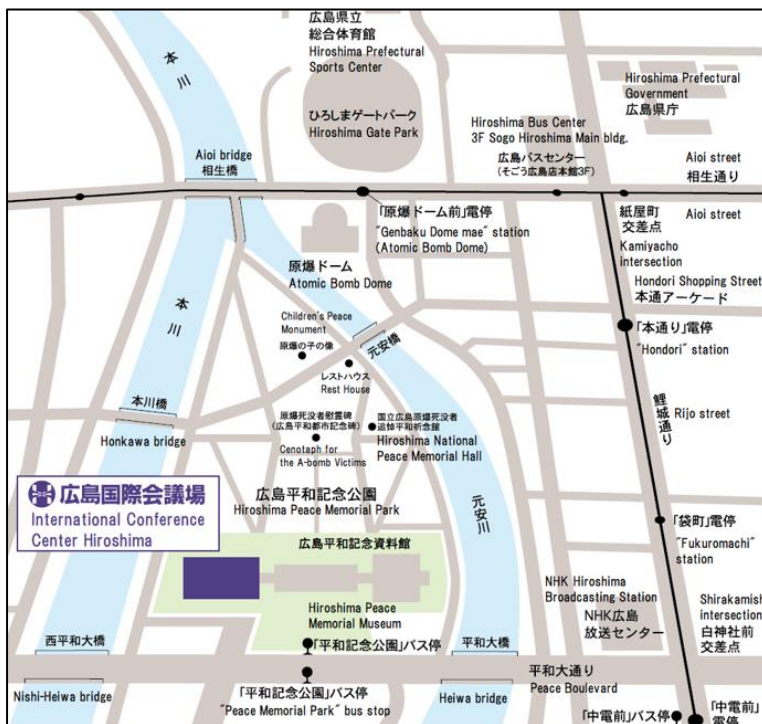 広島県立
総合体育館
Hiroshima Prefectural
Sports Center
本川
ひろしまゲートパーク
Hiroshima Gate Park
Hiroshima Prefectural
Government
広島県庁
Hiroshima Bus Center
3F Sogo Hiroshima Main bldg.
広島バスセンター
(そごう広島店本館3F)
Aioi bridge
相生橋
Aioi street
相生通り
「原爆ドーム前」電停
"Genbaku Dome mae" station
(Atomic Bomb Dome)
紙屋町
交差点
Aioi street
Kamiyacho
intersection
原爆ドーム
Atomic Bomb Dome
Hondori Shopping Street
本通アーケード
本川
Children's Peace
Monument
原爆の子の像
元安橋
「本通り」電停
"Hondori" station
レストハウス
Rest House
本川橋
Honkawa bridge
原爆死没者慰霊碑
(広島平和都市記念碑)
Cenotaph for
the A-bomb Victims
国立広島原爆死没者
追悼平和祈念館
Hiroshima National
Peace Memorial Hall
鯉城通り
Rijo street
広島国際会議場
International Conference
Center Hiroshima
広島平和記念公園
Hiroshima Peace Memorial Park
元安川
「袋町」電停
"Fukuromachi"
station
広島平和記念資料館
Hiroshima Peace
Memorial Museum
NHK Hiroshima
Broadcasting Station
NHK広島
放送センター
Shirakamish
intersection
白神社前
交差点
西平和大橋
Nishi-Heiwa bridge
「平和記念公園」バス停
平和大橋
Heiwa bridge
平和大通り
Peace Boulevard
「平和記念公園」バス停
"Peace Memorial Park" bus stop
「中電前」バス停
「中電前」
電停